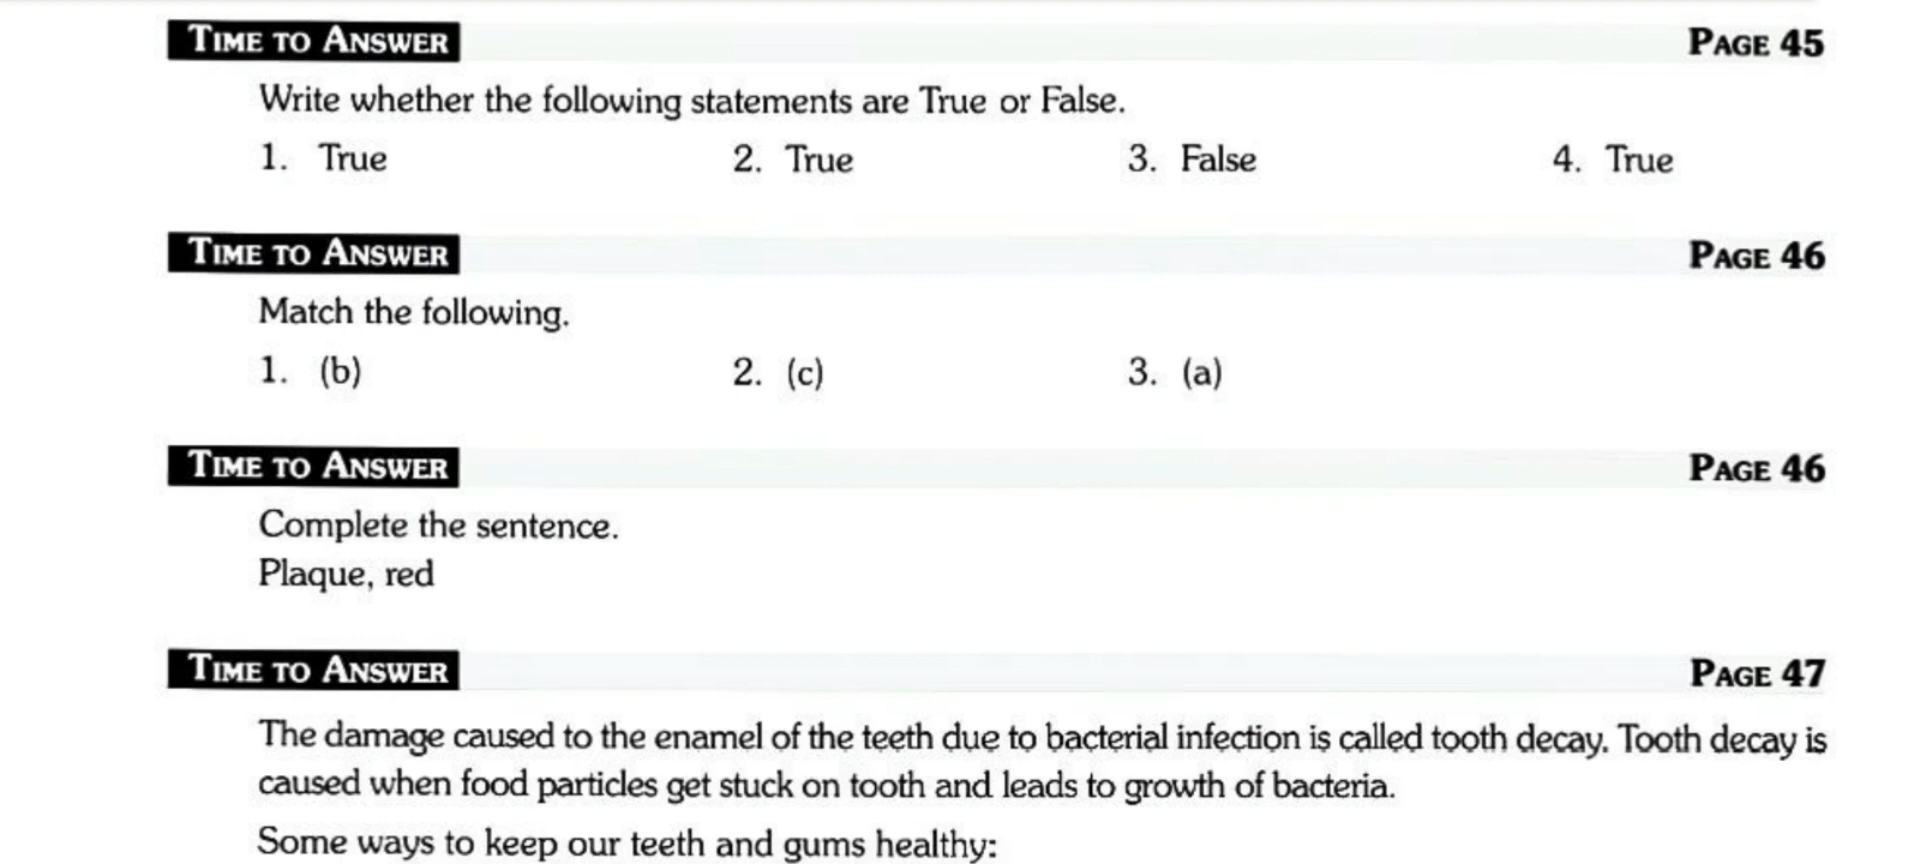 TIME TO ANSWER PAGE 45
Write whether the following statements are True or False.
1. True 2. True 3. False 4. True
TIME TO ANSWER PAGE 46
Match the following.
1. (b) 2. (c) 3. (a)
TIME TO ANSWER PAGE 46
Complete the sentence.
Plaque, red
TIME TO ANSWER PAGE 47
The damage caused to the enamel of the teeth due to bacterial infection is called tooth decay. Tooth decay is
caused when food particles get stuck on tooth and leads to growth of bacteria.
Some ways to keep our teeth and gums healthy: